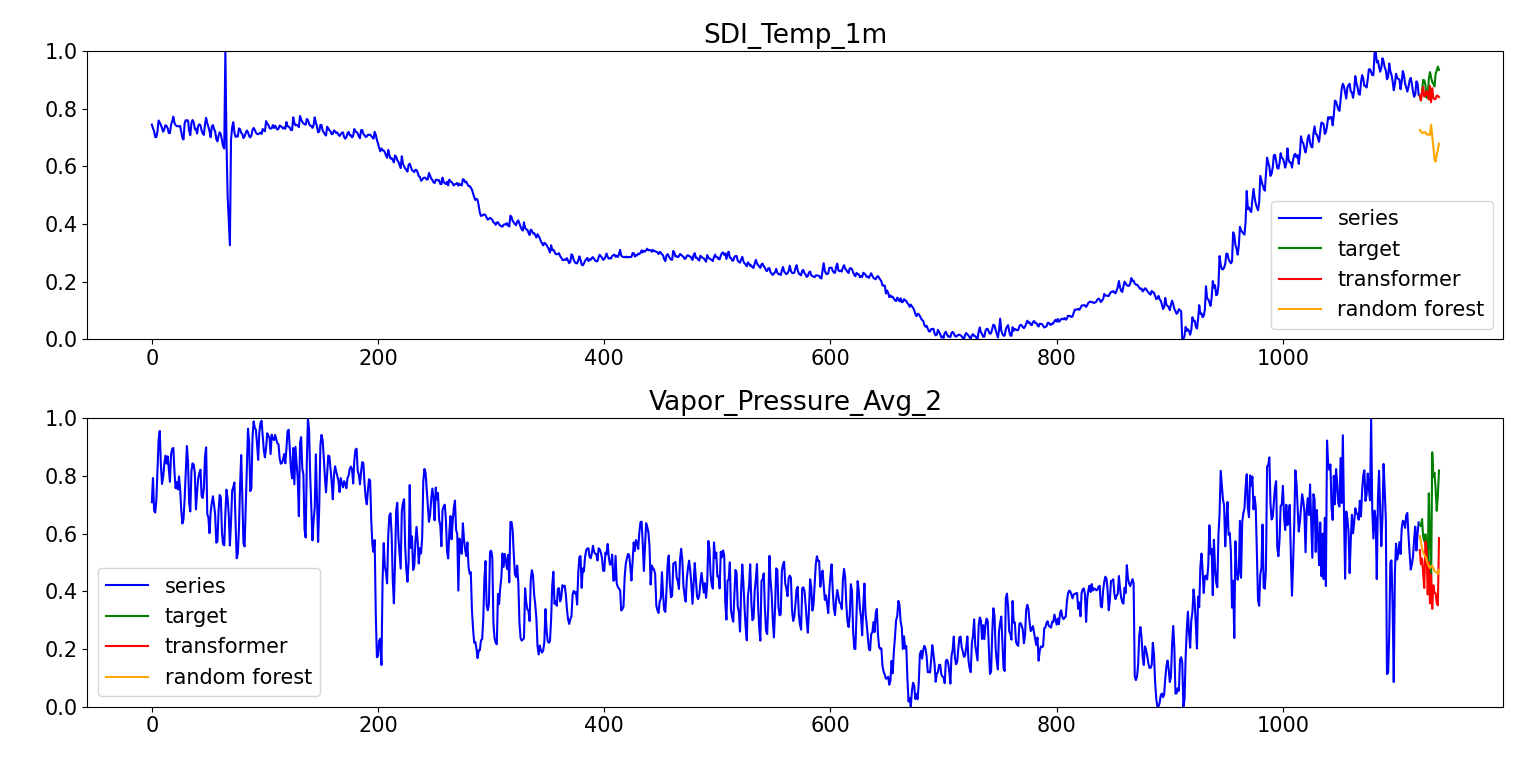 SDI_Temp_1m
1.0
0.8
0.6
0.4
0.2
0.0
0 200 400 600 800 1000
series
target
transformer
random forest
Vapor_Pressure_Avg_2
1.0
0.8
0.6
0.4
0.2
0.0
0 200 400 600 800 1000
series
target
transformer
random forest